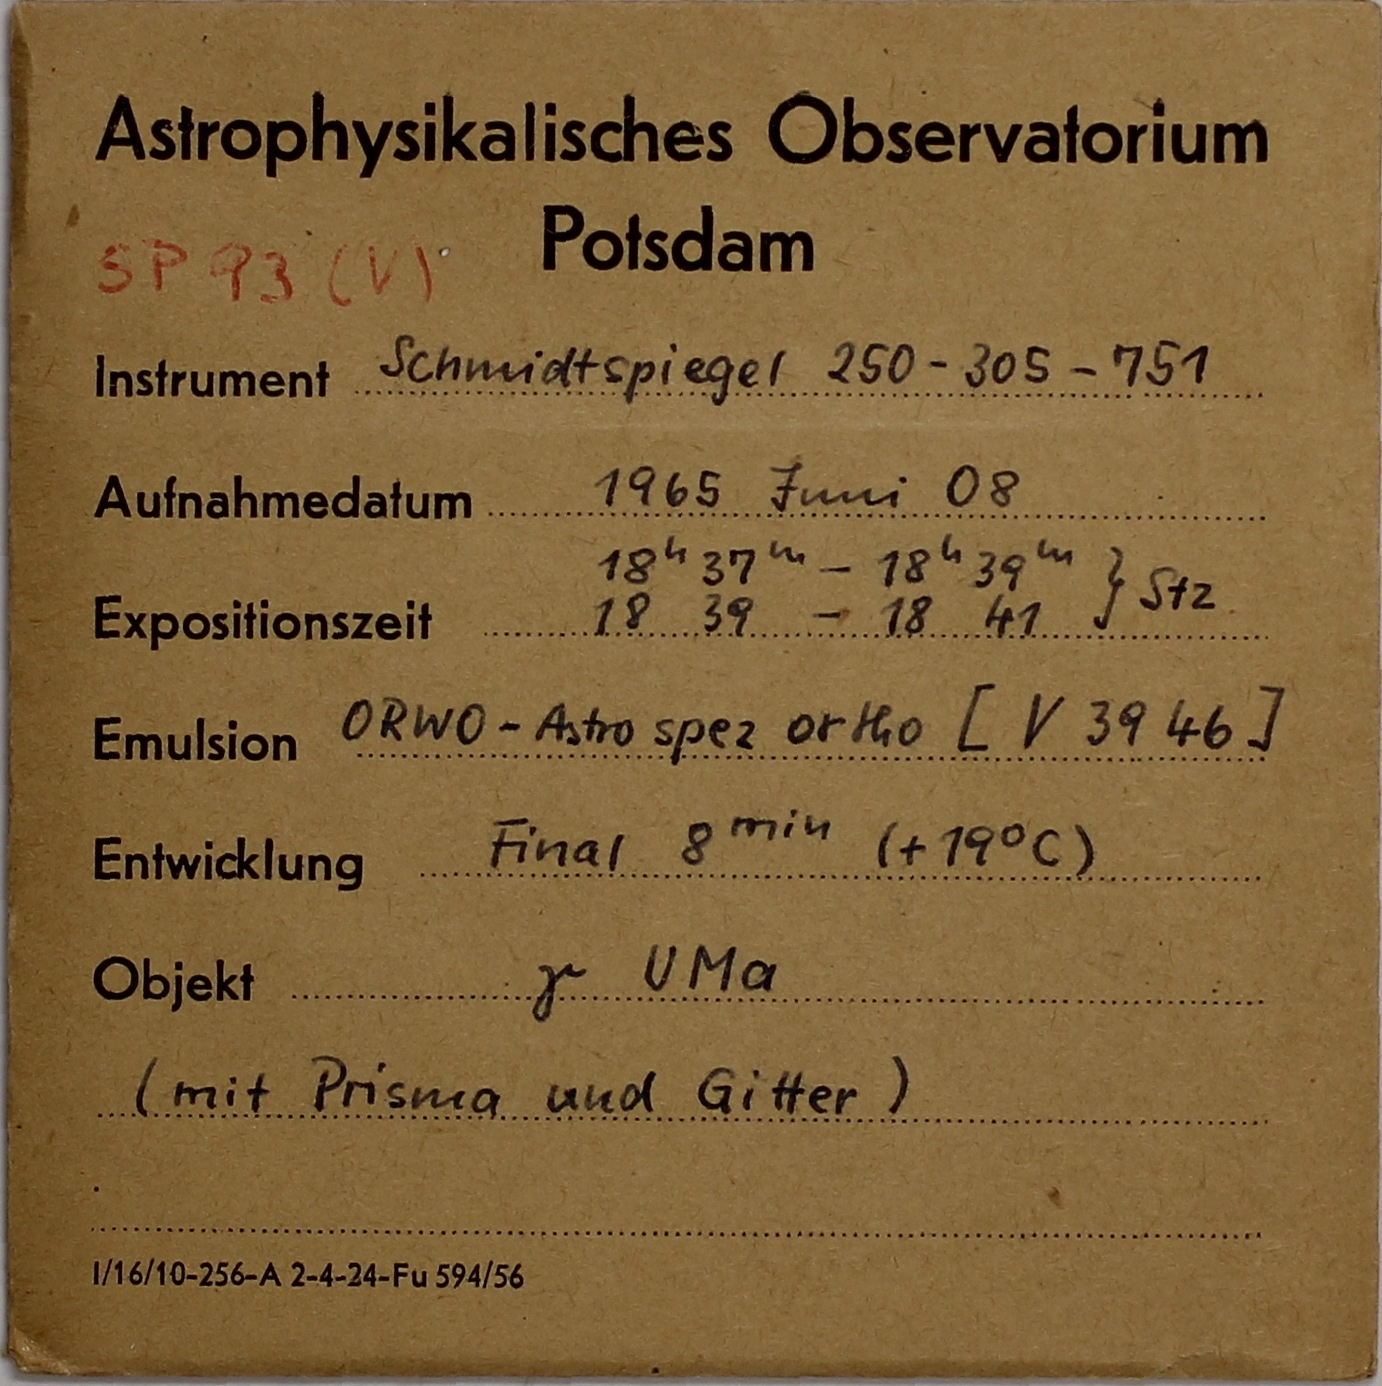 Astrophysikalisches Observatorium
Potsdam
SP 93 (V)
Instrument Schmidtspiegel 250-305-751
Aufnahmedatum 1965 Juni 08
18h 37m - 18h 39m
Expositionszeit 18 39 - 18 41 } Stz
Emulsion ORWO-Astro spez ortho [V 3946]
Entwicklung Final 8 min (+19°C)
Objekt γ UMa
(mit Prisma und Gitter)
I/16/10-256-A 2-4-24-Fu 594/56